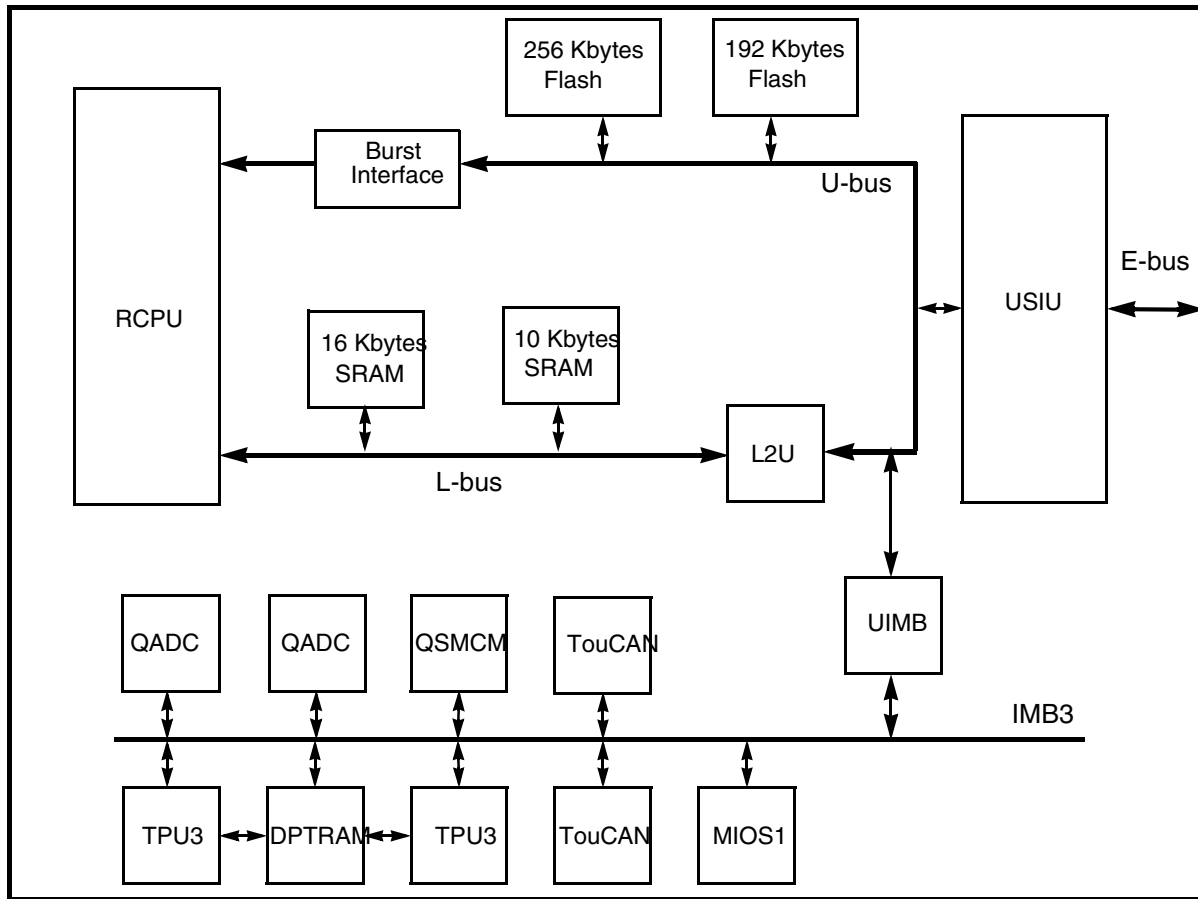 256 Kbytes
Flash
192 Kbytes
Flash
Burst
Interface
U-bus
E-bus
RCPU
USIU
16 Kbytes
SRAM
10 Kbytes
SRAM
L2U
L-bus
QADC
QADC
QSMCM
TouCAN
UIMB
IMB3
TPU3
DPTRAM
TPU3
TouCAN
MIOS1